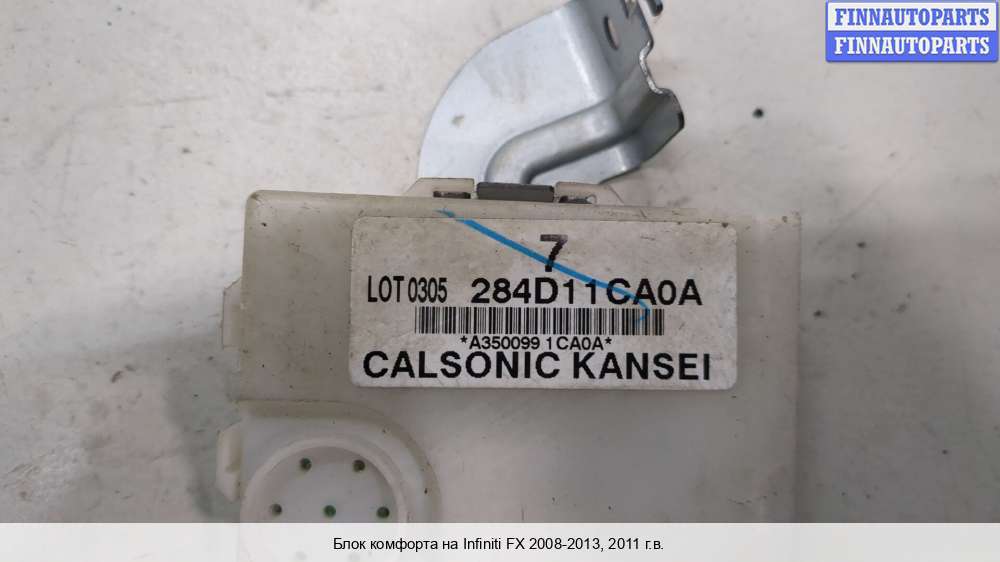 FINNAUTOPARTS
FINNAUTOPARTS
7
LOT 0305 284D11CA0A
*A350099 1CA0A*
CALSONIC KANSEI
Блок комфорта на Infiniti FX 2008-2013, 2011 г.в.